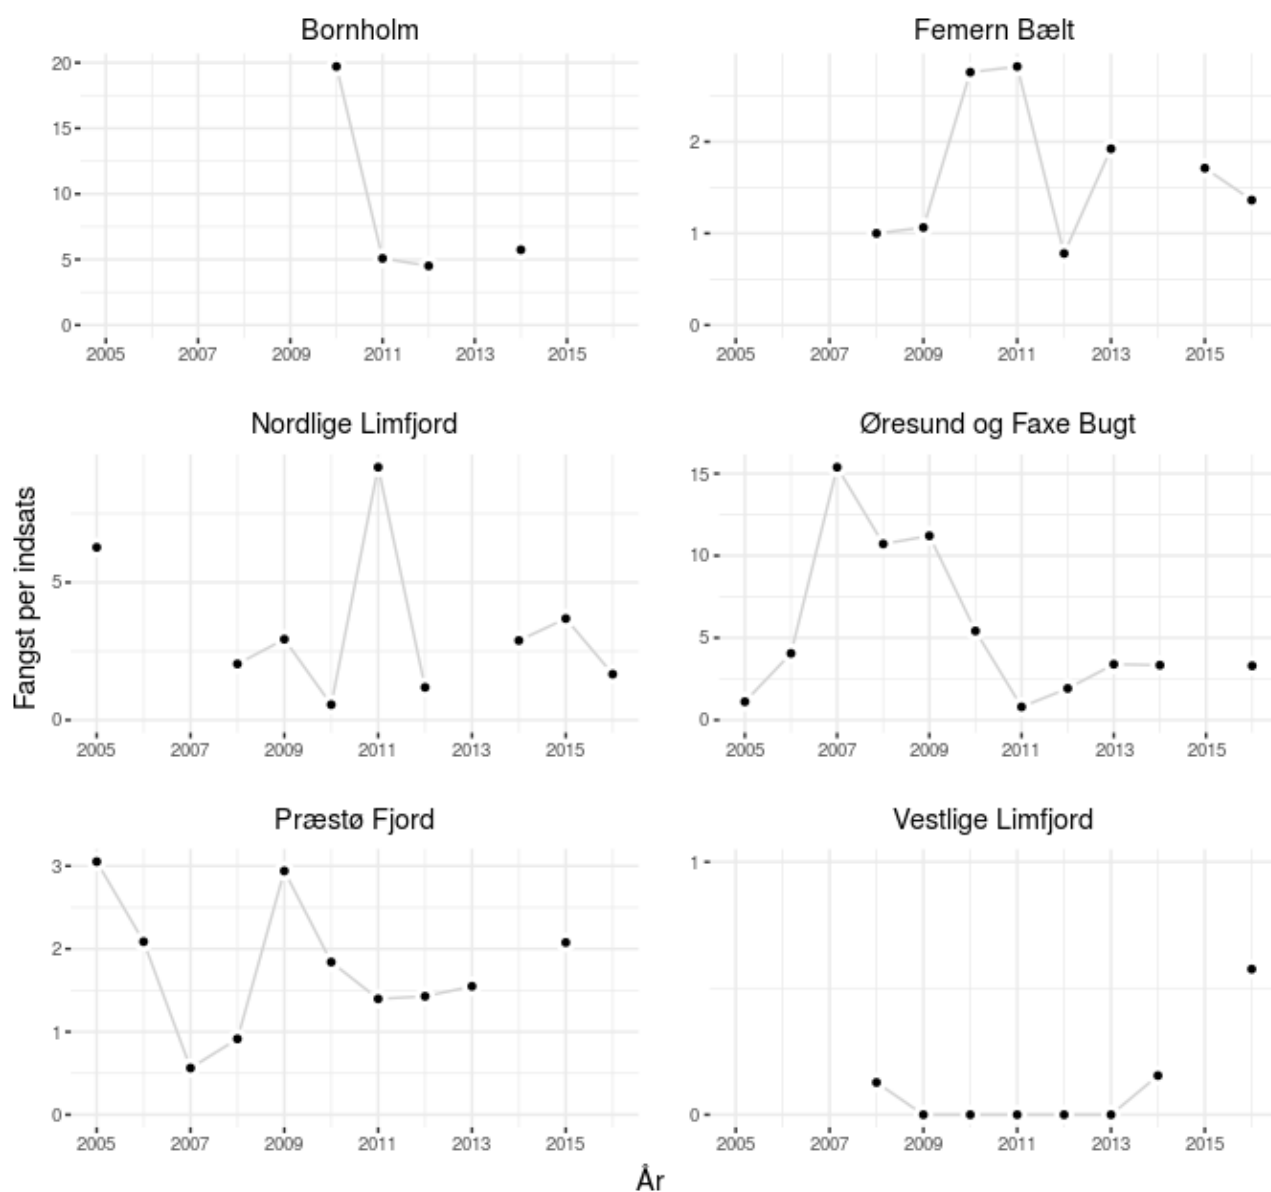 Bornholm
20
15
10
5
0
2005 2007 2009 2011 2013 2015
Femern Bælt
2
1
0
2005 2007 2009 2011 2013 2015
Fangst per indsats
Nordlige Limfjord
5
0
2005 2007 2009 2011 2013 2015
Øresund og Faxe Bugt
15
10
5
0
2005 2007 2009 2011 2013 2015
Præstø Fjord
3
2
1
0
2005 2007 2009 2011 2013 2015
Vestlige Limfjord
1
0
2005 2007 2009 2011 2013 2015
År